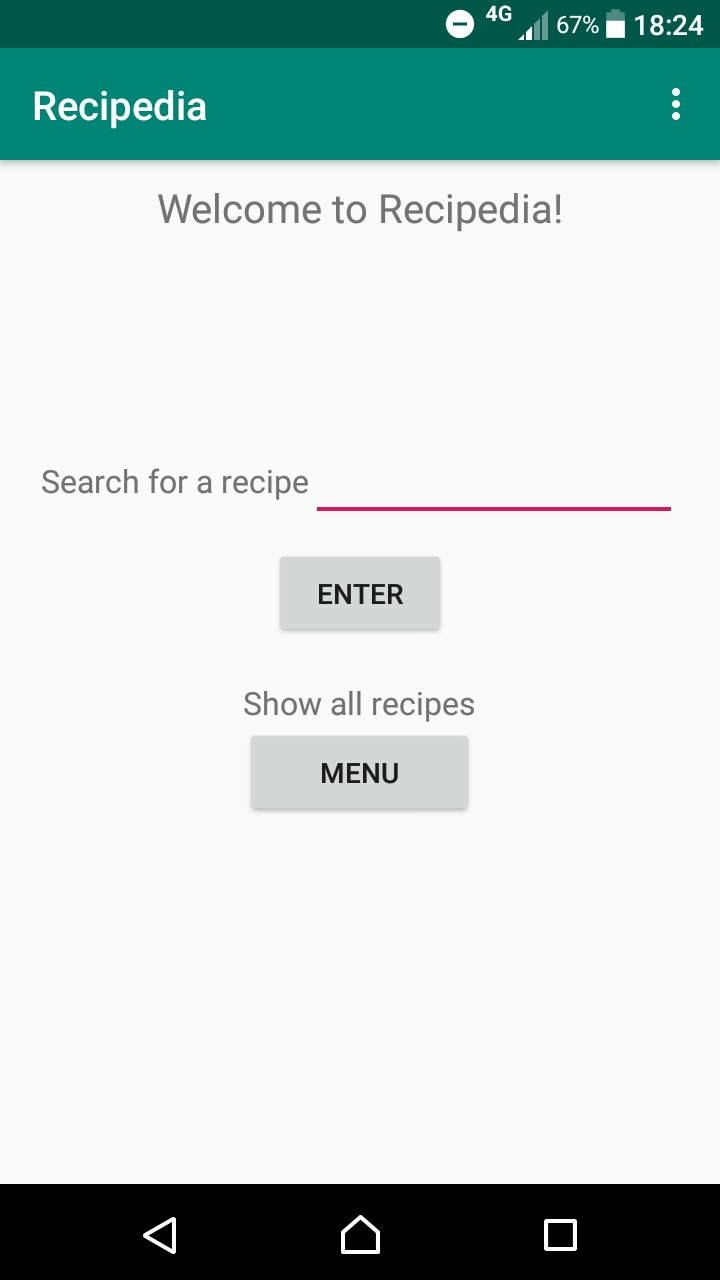 4G 67% 18:24
Recipedia
Welcome to Recipedia!
Search for a recipe
ENTER
Show all recipes
MENU